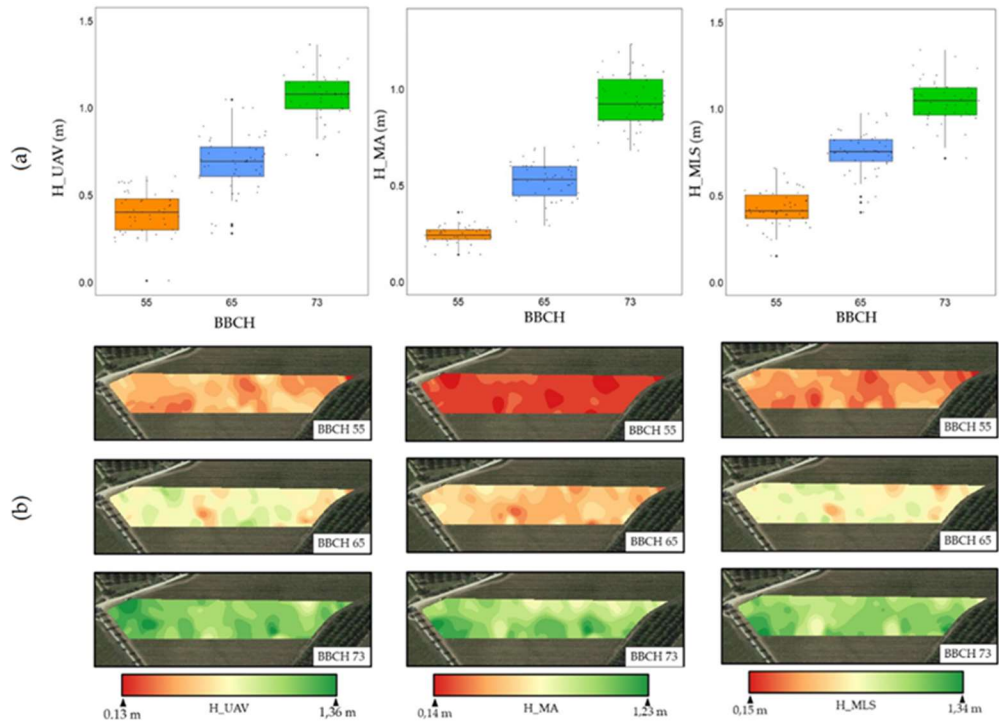 (a)
H_UAV (m)
1.5
1.0
0.5
0.0
55 65 73
BBCH
H_MA (m)
1.0
0.5
0.0
55 65 73
BBCH
H_MLS (m)
1.5
1.0
0.5
0.0
55 65 73
BBCH
(b)
BBCH 55
BBCH 55
BBCH 55
BBCH 65
BBCH 65
BBCH 65
BBCH 73
BBCH 73
BBCH 73
0.13 m H_UAV 1,36 m
0,14 m H_MA 1,23 m
0,15 m H_MLS 1,34 m